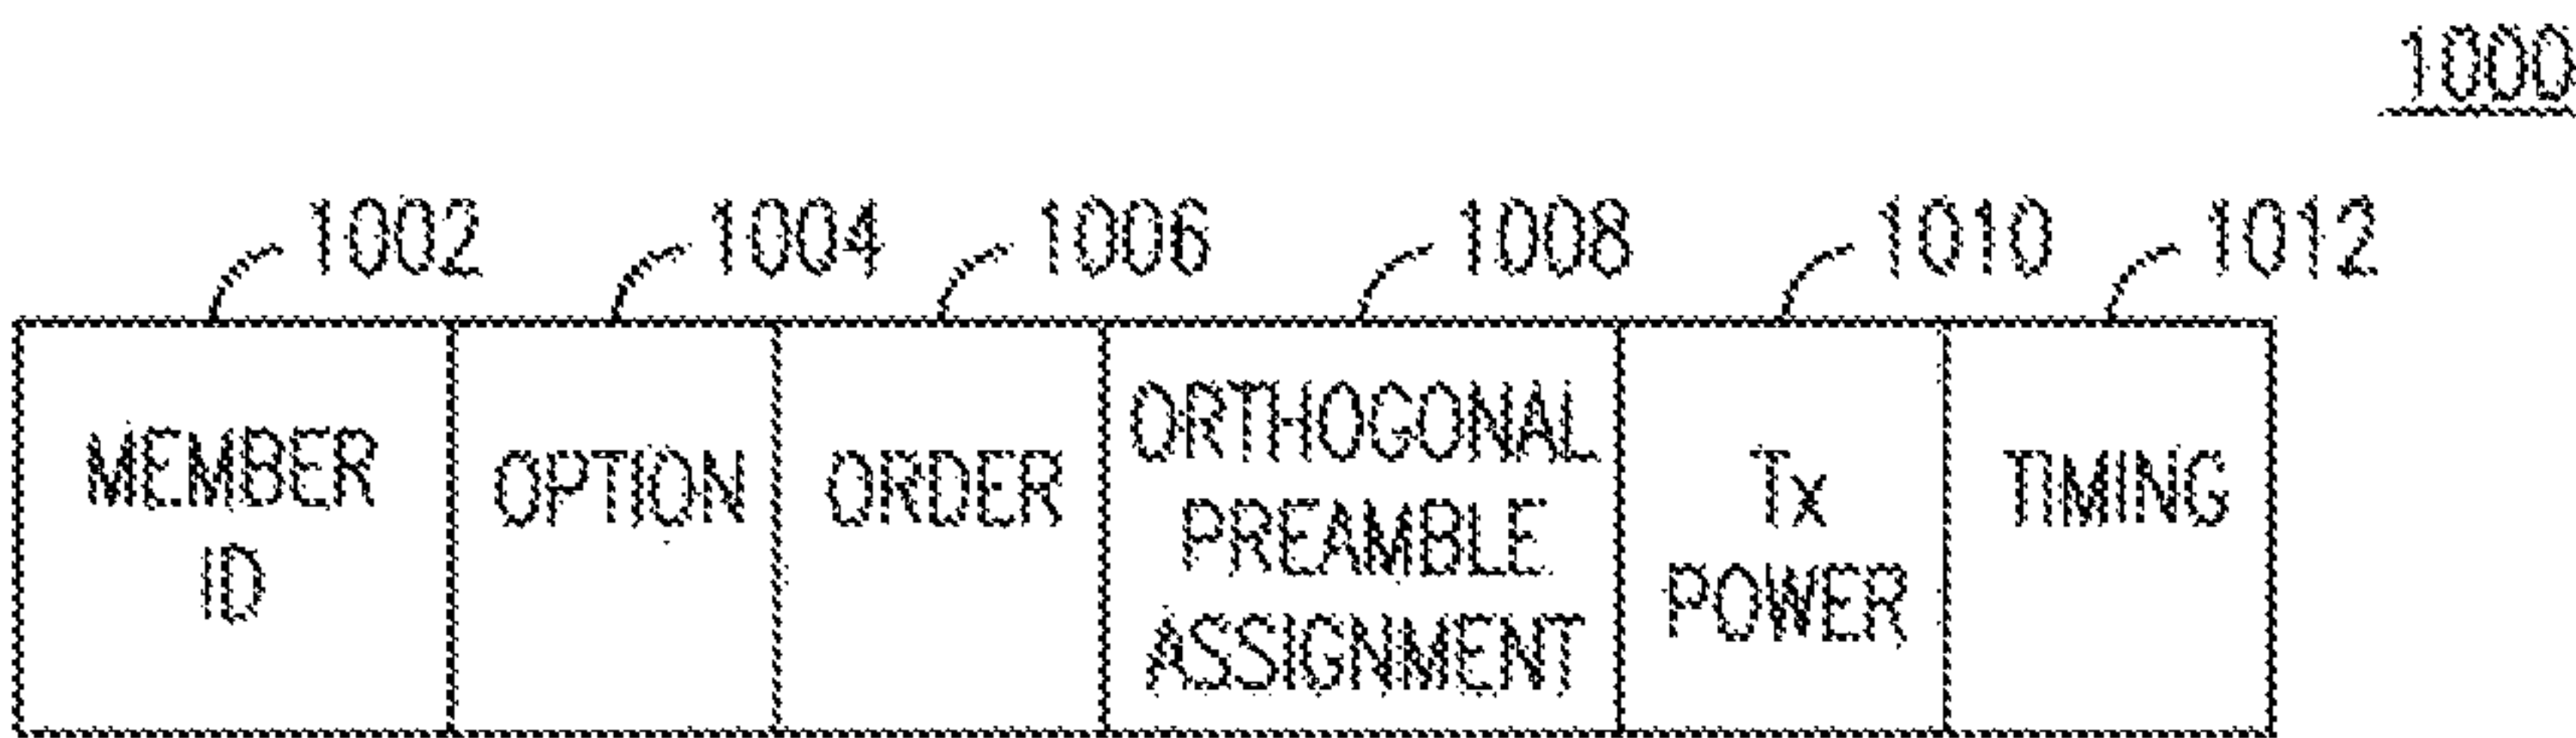 1000
1002 1004 1006 1008 1010 1012
MEMBER ID
OPTION
ORDER
ORTHOGONAL PREAMBLE ASSIGNMENT
Tx POWER
TIMING